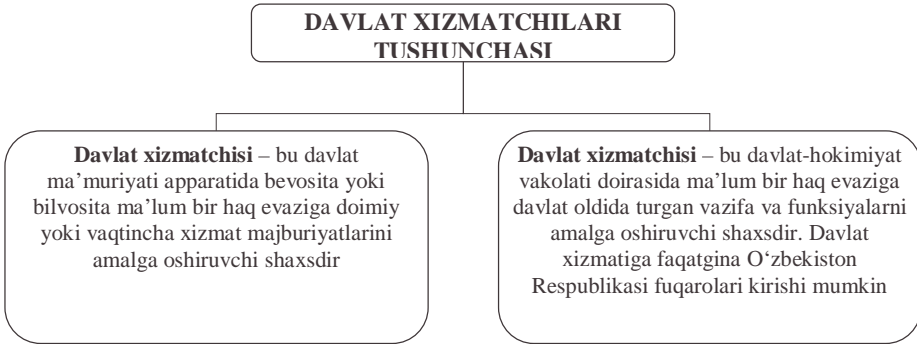 DAVLAT XIZMATCHILARI
TUSHUNCHASI
Davlat xizmatchisi – bu davlat
ma’muriyati apparatida bevosita yoki
bilvosita ma’lum bir haq evaziga doimiy
yoki vaqtincha xizmat majburiyatlarini
amalga oshiruvchi shaxsdir
Davlat xizmatchisi – bu davlat-hokimiyat
vakolati doirasida ma’lum bir haq evaziga
davlat oldida turgan vazifa va funksiyalarni
amalga oshiruvchi shaxsdir. Davlat
xizmatiga faqatgina O‘zbekiston
Respublikasi fuqarolari kirishi mumkin